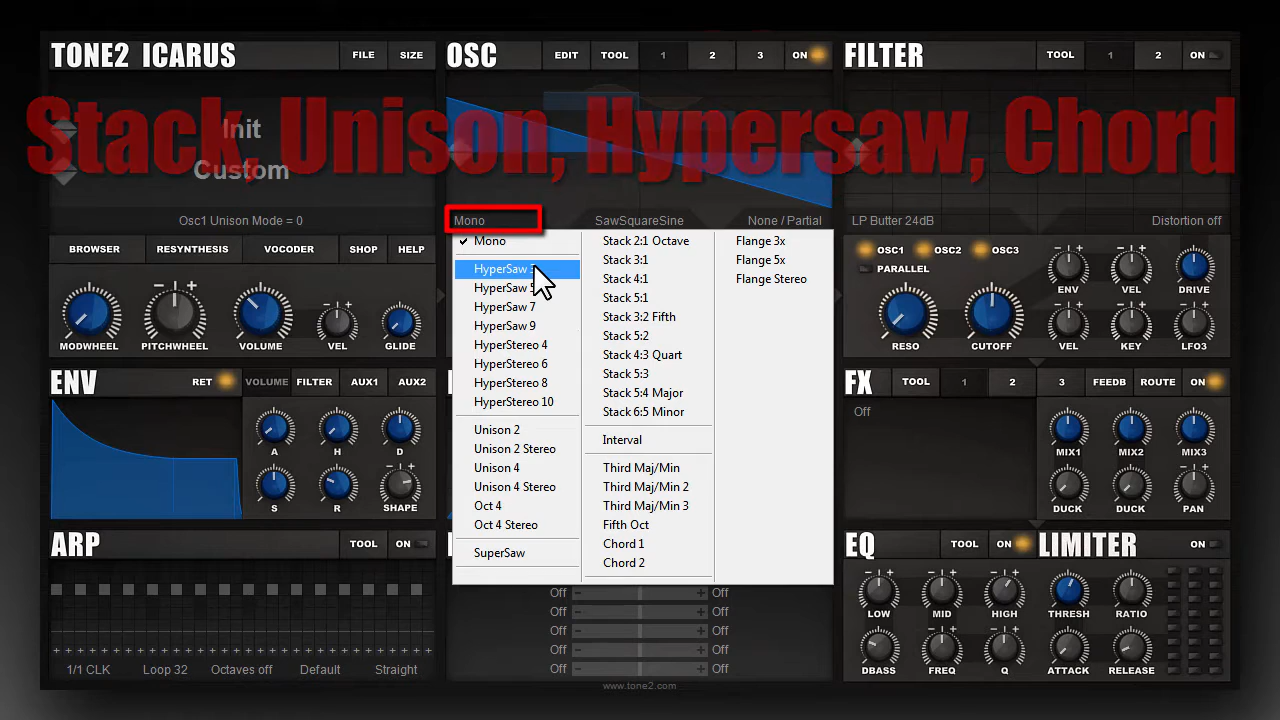 TONE2 ICARUS
FILE
SIZE
OSC
EDIT
TOOL
1
2
3
ON
FILTER
TOOL
1
2
ON
Stack, Unison, Hypersaw, Chord
Init
Custom
Osc1 Unison Mode = 0
Mono
SawSquareSine
None / Partial
LP Butter 24dB
Distortion off
BROWSER
RESYNTHESIS
VOCODER
SHOP
HELP
MODWHEEL
PITCHWHEEL
VOLUME
VEL
GLIDE
Mono
HyperSaw 3
HyperSaw 5
HyperSaw 7
HyperSaw 9
HyperStereo 4
HyperStereo 6
HyperStereo 8
HyperStereo 10
Unison 2
Unison 2 Stereo
Unison 4
Unison 4 Stereo
Oct 4
Oct 4 Stereo
SuperSaw
Stack 2:1 Octave
Stack 3:1
Stack 4:1
Stack 5:1
Stack 3:2 Fifth
Stack 5:2
Stack 4:3 Quart
Stack 5:3
Stack 5:4 Major
Stack 6:5 Minor
Interval
Third Maj/Min
Third Maj/Min 2
Third Maj/Min 3
Fifth Oct
Chord 1
Chord 2
Flange 3x
Flange 5x
Flange Stereo
OSC1
OSC2
OSC3
PARALLEL
ENV
VEL
DRIVE
RESO
CUTOFF
VEL
KEY
LFO3
ENV
RET
VOLUME
FILTER
AUX1
AUX2
A
H
D
S
R
SHAPE
FX
TOOL
1
2
3
FEEDB
ROUTE
ON
Off
MIX1
MIX2
MIX3
DUCK
DUCK
PAN
ARP
TOOL
ON
1/1 CLK
Loop 32
Octaves off
Default
Straight
Off - + Off
Off - + Off
Off - + Off
Off - + Off
Off - + Off
www.tone2.com
EQ
TOOL
ON
LIMITER
ON
LOW
MID
HIGH
THRESH
RATIO
DBASS
FREQ
Q
ATTACK
RELEASE